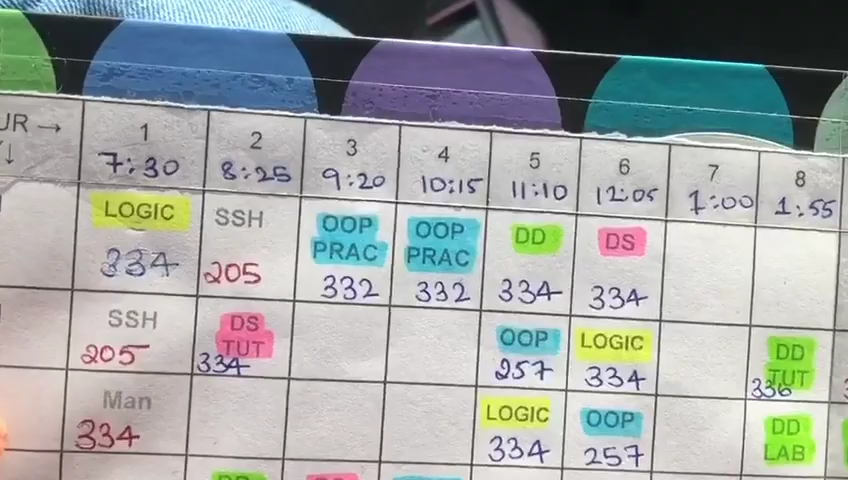 UR →
↓
1 2 3 4 5 6 7 8
7:30 8:25 9:20 10:15 11:10 12:05 1:00 1:55
LOGIC SSH OOP PRAC OOP PRAC DD DS
334 205 332 332 334 334
SSH DS TUT OOP LOGIC DD TUT
205 334 257 334 336
Man LOGIC OOP DD LAB
334 334 257